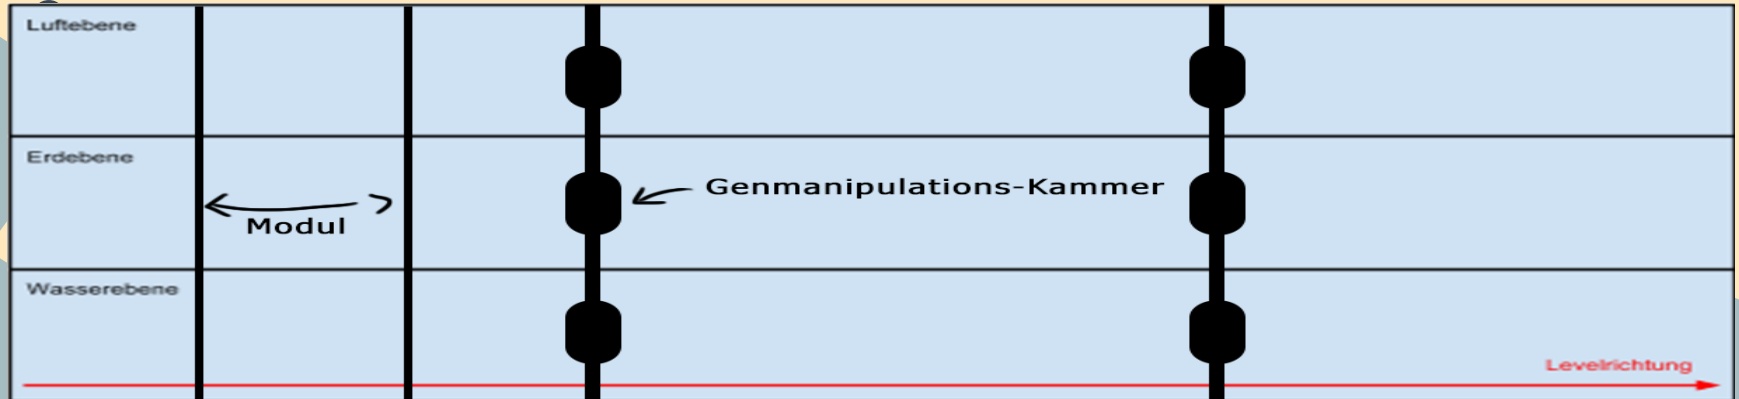 Luftebene
Erdebene
Genmanipulations-Kammer
Modul
Wasserebene
Levelrichtung